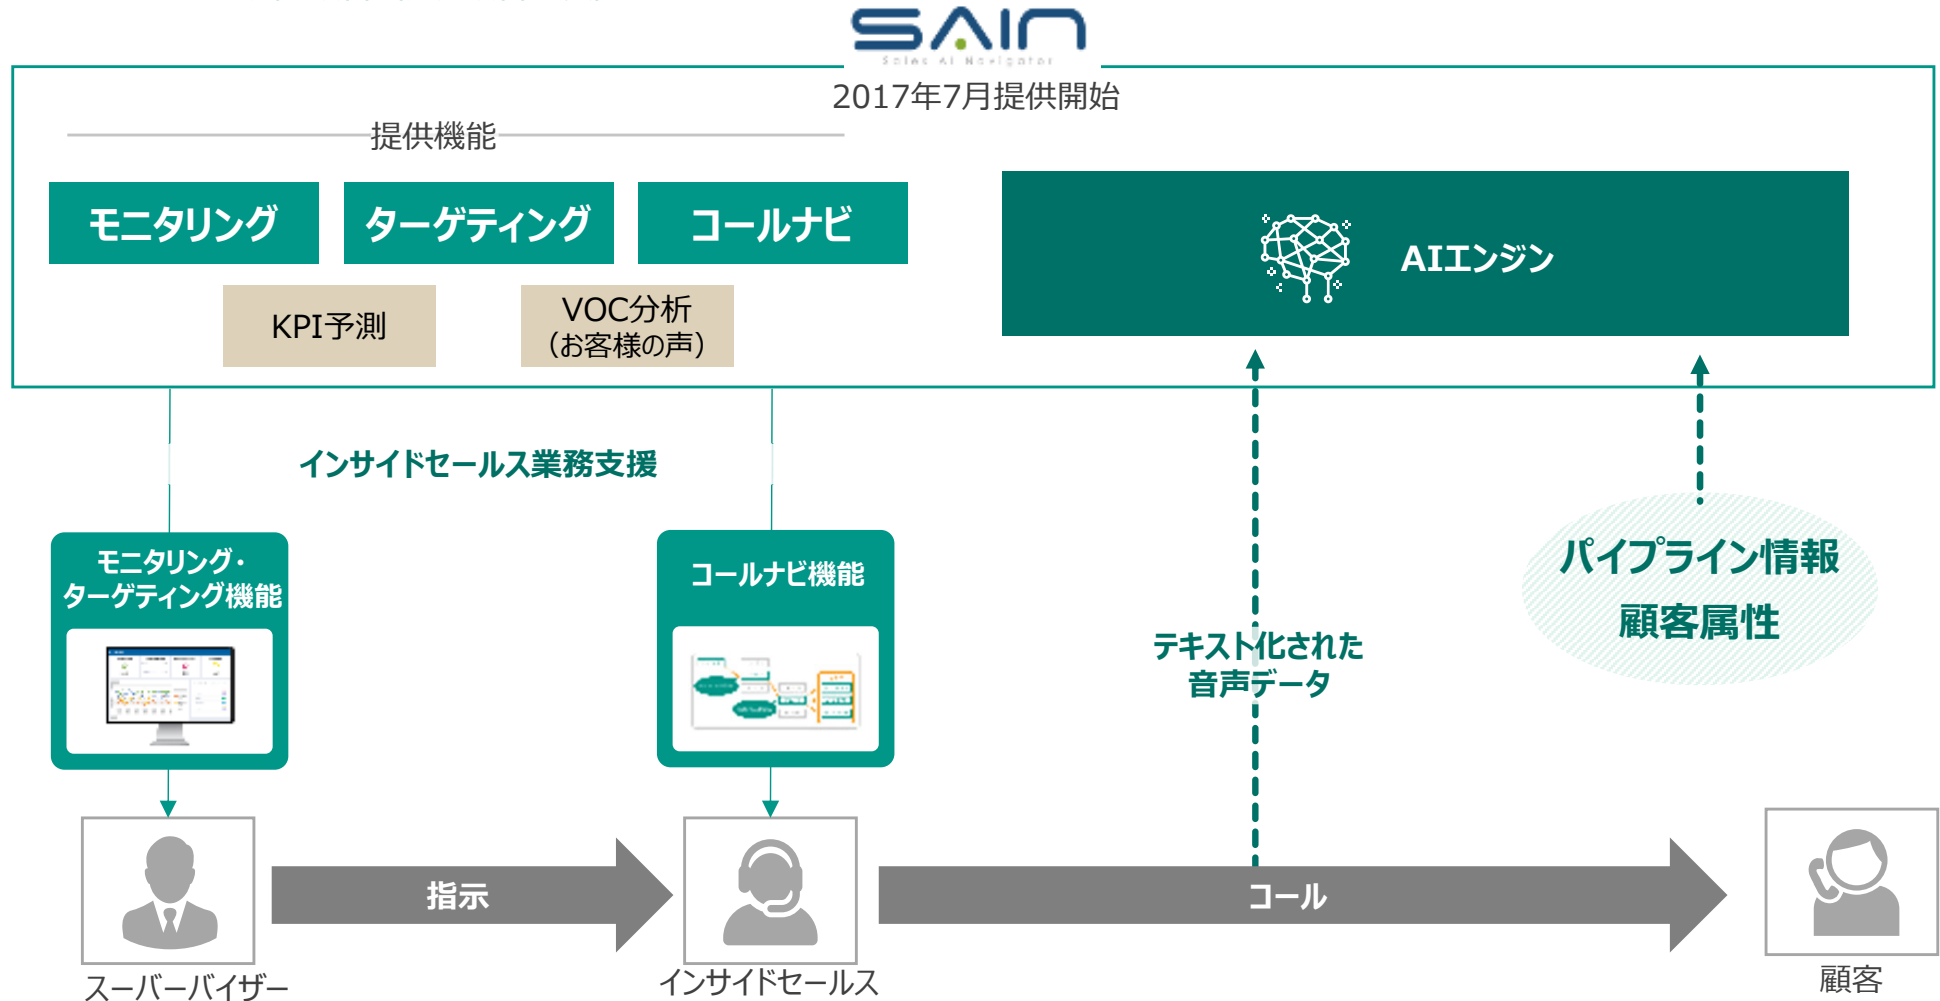 SAIN
Sales AI Navigator
2017年7月提供開始
提供機能
モニタリング
ターゲティング
コールナビ
AIエンジン
KPI予測
VOC分析
（お客様の声）
インサイドセールス業務支援
モニタリング・
ターゲティング機能
コールナビ機能
パイプライン情報
顧客属性
テキスト化された
音声データ
指示
コール
スーパーバイザー
インサイドセールス
顧客